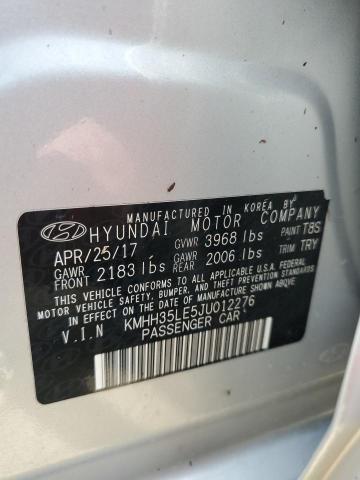 MANUFACTURED IN KOREA BY
HYUNDAI MOTOR COMPANY
APR/25/17 GVWR 3968 lbs PAINT T8S
GAWR FRONT 2183 lbs GAWR REAR 2006 lbs TRIM TRY
THIS VEHICLE CONFORMS TO ALL APPLICABLE U.S.A. FEDERAL
MOTOR VEHICLE SAFETY, BUMPER, AND THEFT PREVENTION STANDARDS
IN EFFECT ON THE DATE OF MANUFACTURE SHOWN ABOVE.
V.I.N KMHH35LE5JU012276
PASSENGER CAR